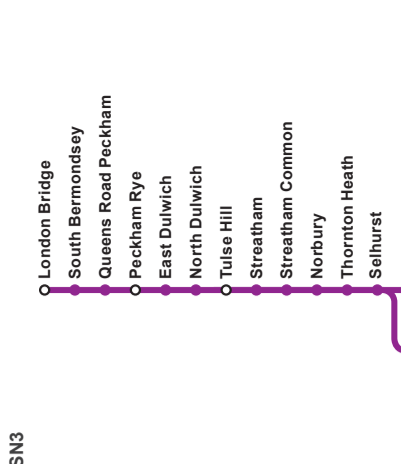 London Bridge
South Bermondsey
Queens Road Peckham
Peckham Rye
East Dulwich
North Dulwich
Tulse Hill
Streatham
Streatham Common
Norbury
Thornton Heath
Selhurst
SN3